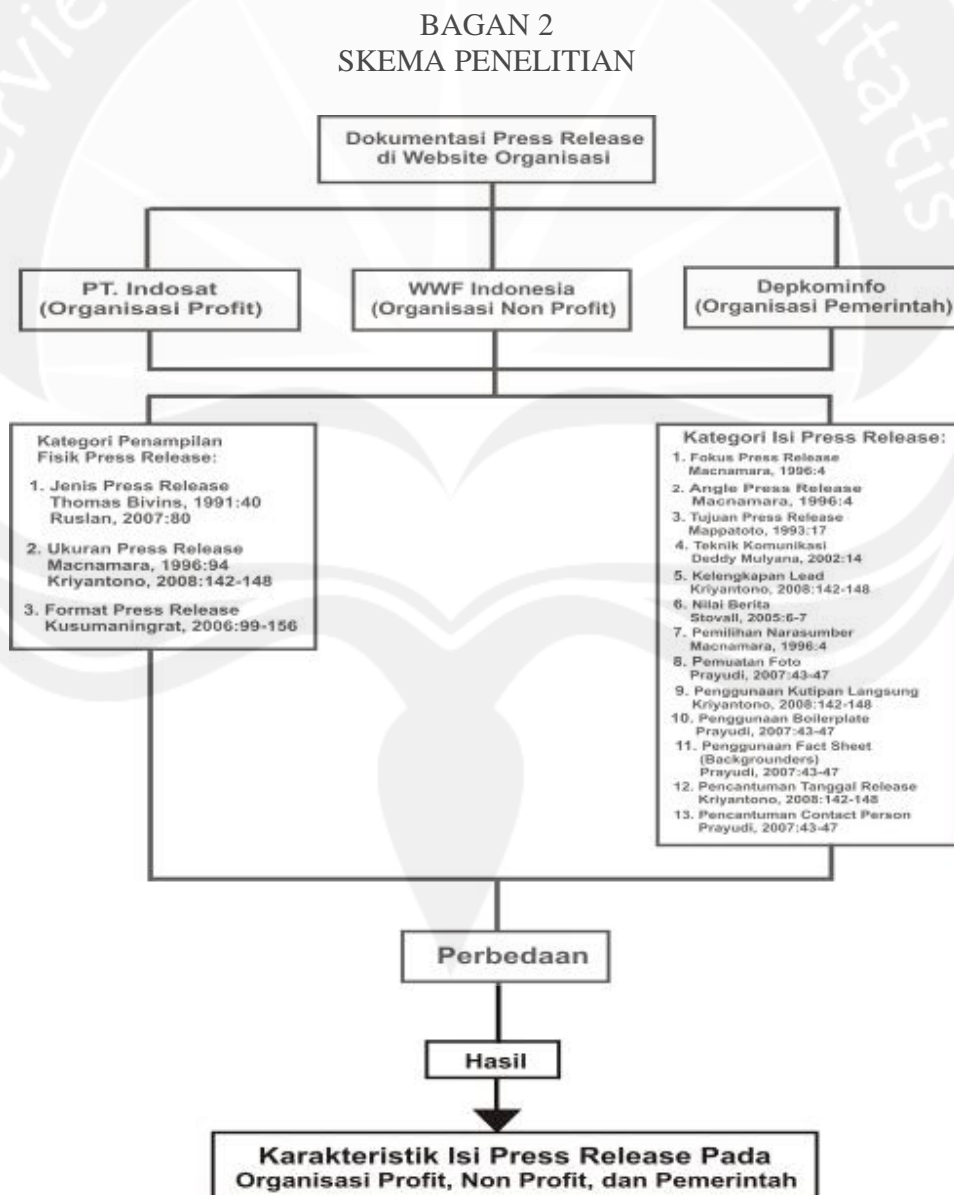 BAGAN 2
SKEMA PENELITIAN
Dokumentasi Press Release
di Website Organisasi
PT. Indosat
(Organisasi Profit)
WWF Indonesia
(Organisasi Non Profit)
Depkominfo
(Organisasi Pemerintah)
Kategori Penampilan
Fisik Press Release:
1. Jenis Press Release
Thomas Bivins, 1991:40
Ruslan, 2007:80
2. Ukuran Press Release
Macnamara, 1996:94
Kriyantono, 2008:142-148
3. Format Press Release
Kusumaningrat, 2006:99-156
Kategori Isi Press Release:
1. Fokus Press Release
Macnamara, 1996:4
2. Angle Press Release
Macnamara, 1996:4
3. Tujuan Press Release
Mappatoto, 1993:17
4. Teknik Komunikasi
Deddy Mulyana, 2002:14
5. Kelengkapan Lead
Kriyantono, 2008:142-148
6. Nilai Berita
Stovall, 2005:6-7
7. Pemilihan Narasumber
Macnamara, 1996:4
8. Pemuatan Foto
Prayudi, 2007:43-47
9. Penggunaan Kutipan Langsung
Kriyantono, 2008:142-148
10. Penggunaan Boilerplate
Prayudi, 2007:43-47
11. Penggunaan Fact Sheet
(Backgrounders)
Prayudi, 2007:43-47
12. Pencantuman Tanggal Release
Kriyantono, 2008:142-148
13. Pencantuman Contact Person
Prayudi, 2007:43-47
Perbedaan
Hasil
Karakteristik Isi Press Release Pada
Organisasi Profit, Non Profit, dan Pemerintah